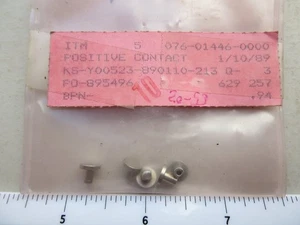 ITM 5 076-01446-0000
POSITIVE CONTACT 1/10/89
KS-Y00523-890110-213 Q- 3
PO-895496 629 257
BPN- .94
5 6 7